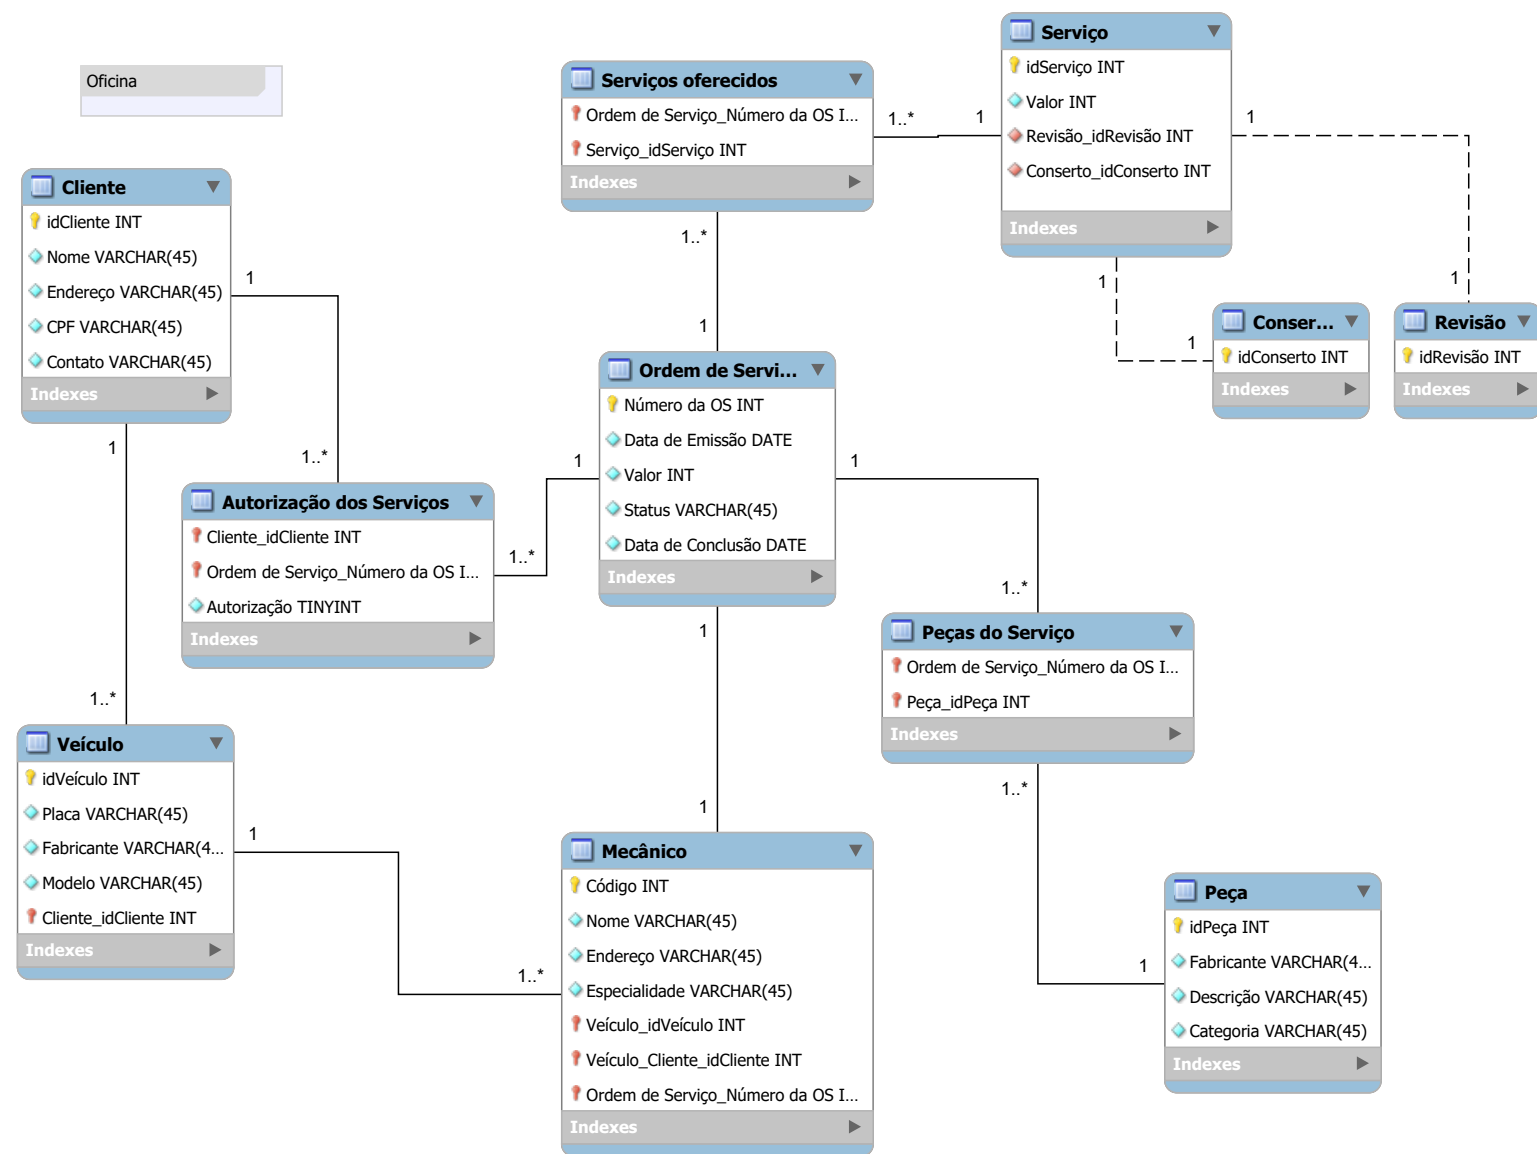 Oficina
Cliente
idCliente INT
Nome VARCHAR(45)
Endereço VARCHAR(45)
CPF VARCHAR(45)
Contato VARCHAR(45)
Indexes
1
1..*
1
1..*
Autorização dos Serviços
Cliente_idCliente INT
Ordem de Serviço_Número da OS I...
Autorização TINYINT
Indexes
1..*
1
Veículo
idVeículo INT
Placa VARCHAR(45)
Fabricante VARCHAR(4...
Modelo VARCHAR(45)
Cliente_idCliente INT
Indexes
1
1..*
Serviços oferecidos
Ordem de Serviço_Número da OS I...
Serviço_idServiço INT
Indexes
1..*
1
1..*
1
Serviço
idServiço INT
Valor INT
Revisão_idRevisão INT
Conserto_idConserto INT
Indexes
1
1
1
1
Conser...
idConserto INT
Indexes
Revisão
idRevisão INT
Indexes
Ordem de Servi...
Número da OS INT
Data de Emissão DATE
Valor INT
Status VARCHAR(45)
Data de Conclusão DATE
Indexes
1
1..*
1
1
Peças do Serviço
Ordem de Serviço_Número da OS I...
Peça_idPeça INT
Indexes
1..*
1
Mecânico
Código INT
Nome VARCHAR(45)
Endereço VARCHAR(45)
Especialidade VARCHAR(45)
Veículo_idVeículo INT
Veículo_Cliente_idCliente INT
Ordem de Serviço_Número da OS I...
Indexes
Peça
idPeça INT
Fabricante VARCHAR(4...
Descrição VARCHAR(45)
Categoria VARCHAR(45)
Indexes